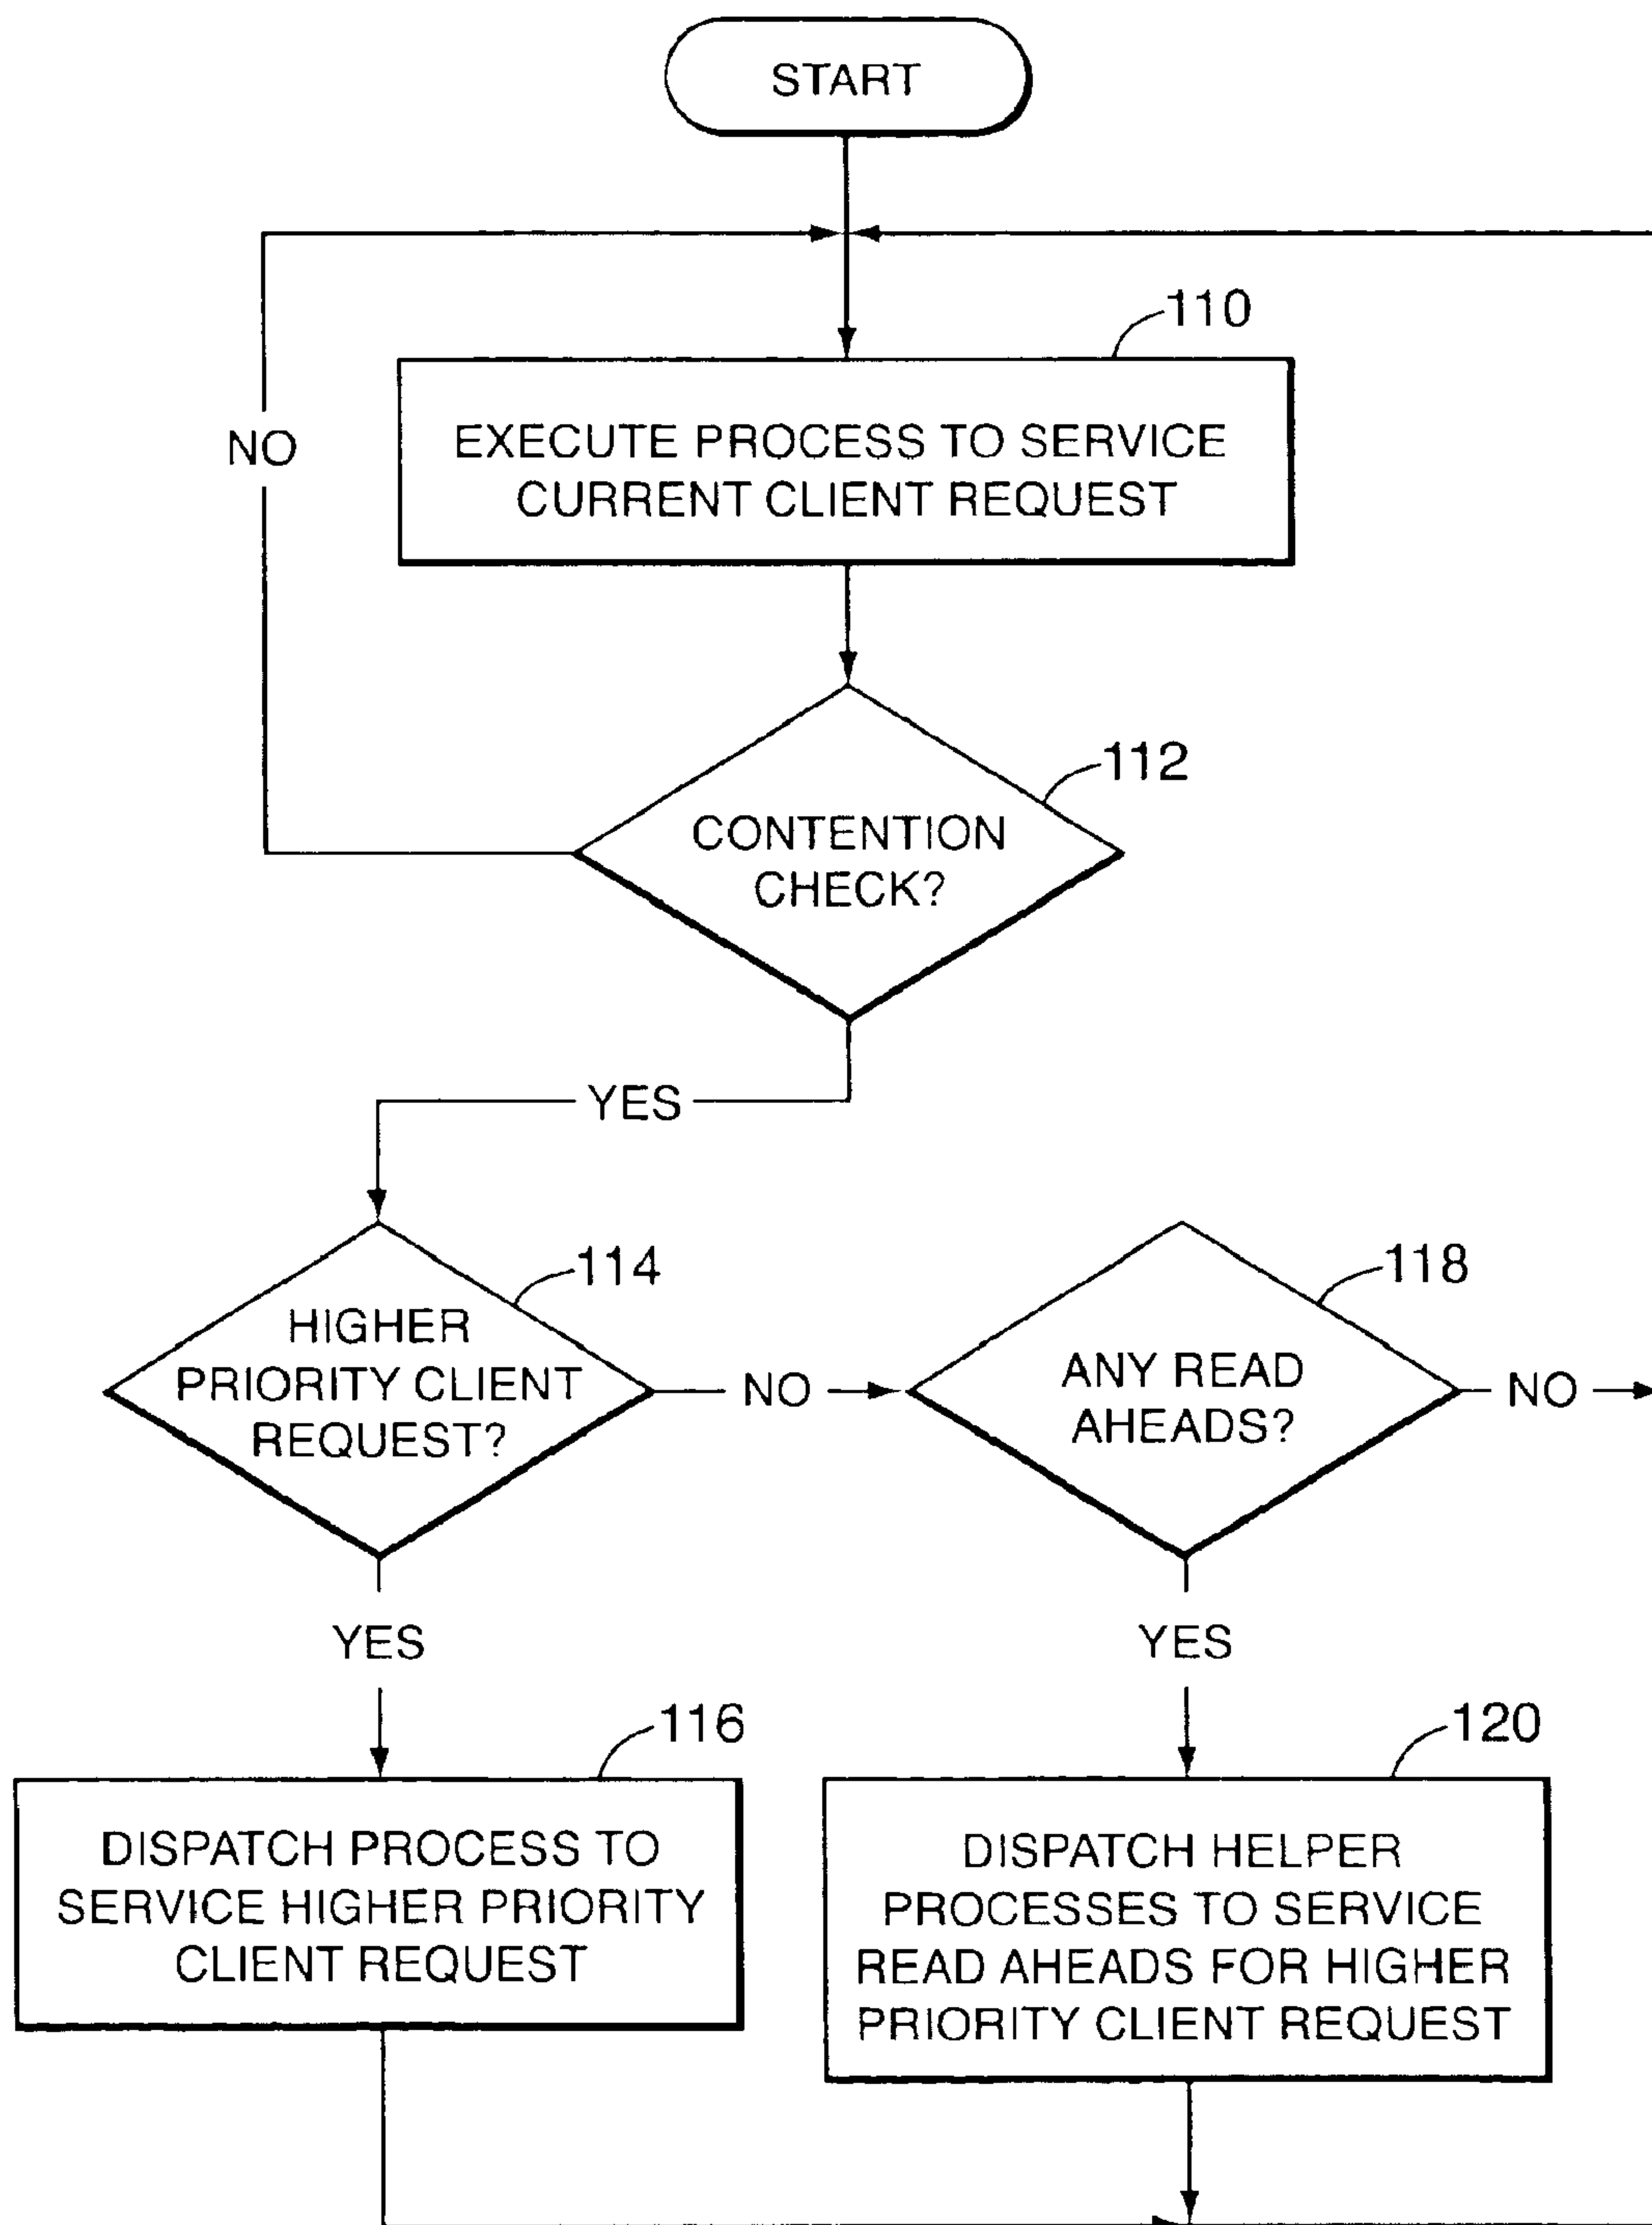 START
110
EXECUTE PROCESS TO SERVICE
CURRENT CLIENT REQUEST
NO
112
CONTENTION
CHECK?
YES
114
HIGHER
PRIORITY CLIENT
REQUEST?
NO
118
ANY READ
AHEADS?
NO
YES
YES
116
DISPATCH PROCESS TO
SERVICE HIGHER PRIORITY
CLIENT REQUEST
120
DISPATCH HELPER
PROCESSES TO SERVICE
READ AHEADS FOR HIGHER
PRIORITY CLIENT REQUEST